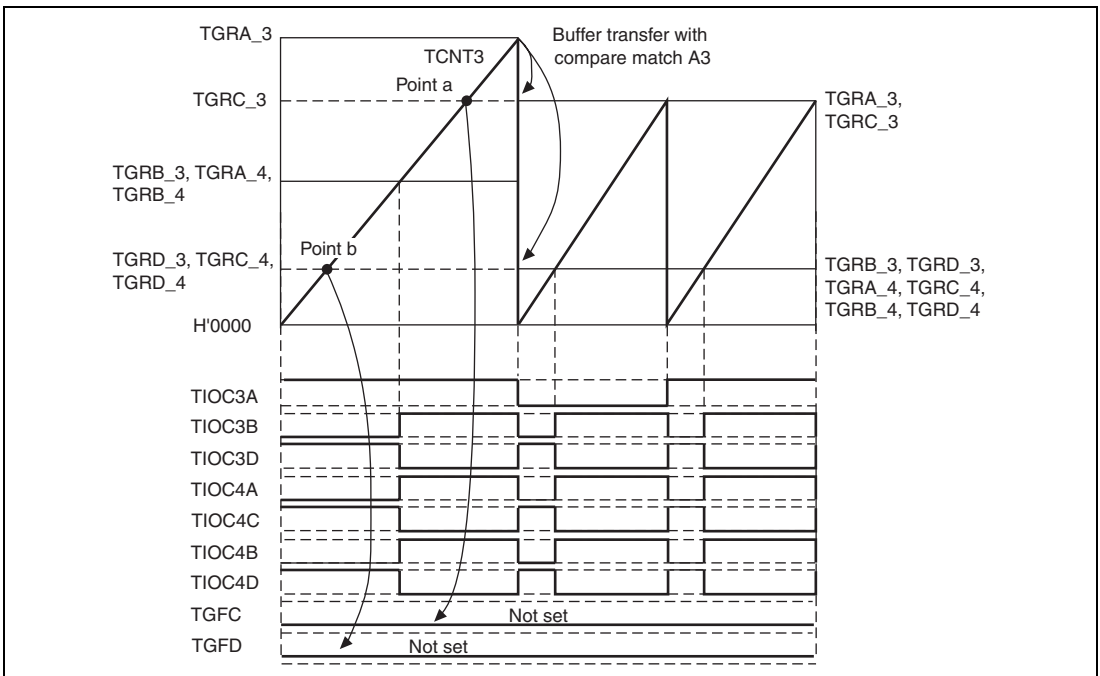 TGRA_3
TCNT3
Buffer transfer with
compare match A3
Point a
TGRC_3
TGRA_3,
TGRC_3
TGRB_3, TGRA_4,
TGRB_4
Point b
TGRD_3, TGRC_4,
TGRD_4
TGRB_3, TGRD_3,
TGRA_4, TGRC_4,
TGRB_4, TGRD_4
H'0000
TIOC3A
TIOC3B
TIOC3D
TIOC4A
TIOC4C
TIOC4B
TIOC4D
TGFC
Not set
TGFD
Not set